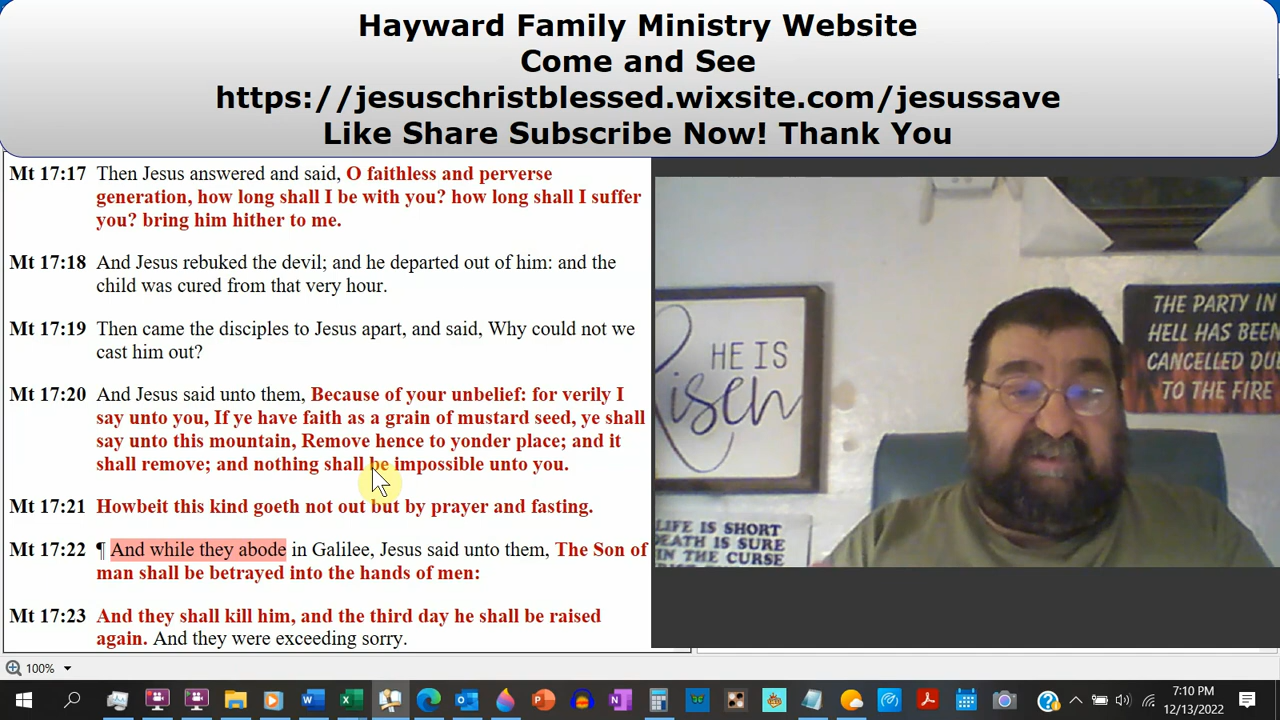 Hayward Family Ministry Website
Come and See
https://jesuschristblessed.wixsite.com/jesussave
Like Share Subscribe Now! Thank You
Mt 17:17 Then Jesus answered and said, O faithless and perverse
generation, how long shall I be with you? how long shall I suffer
you? bring him hither to me.
Mt 17:18 And Jesus rebuked the devil; and he departed out of him: and the
child was cured from that very hour.
Mt 17:19 Then came the disciples to Jesus apart, and said, Why could not we
cast him out?
Mt 17:20 And Jesus said unto them, Because of your unbelief: for verily I
say unto you, If ye have faith as a grain of mustard seed, ye shall
say unto this mountain, Remove hence to yonder place; and it
shall remove; and nothing shall be impossible unto you.
Mt 17:21 Howbeit this kind goeth not out but by prayer and fasting.
Mt 17:22 ¶ And while they abode in Galilee, Jesus said unto them, The Son of
man shall be betrayed into the hands of men:
Mt 17:23 And they shall kill him, and the third day he shall be raised
again. And they were exceeding sorry.
HE IS
Risen
THE PARTY IN
HELL HAS BEEN
CANCELLED DUE
TO THE FIRE
LIFE IS SHORT
DEATH IS SURE
IN THE CURSE
100%
7:10 PM
12/13/2022